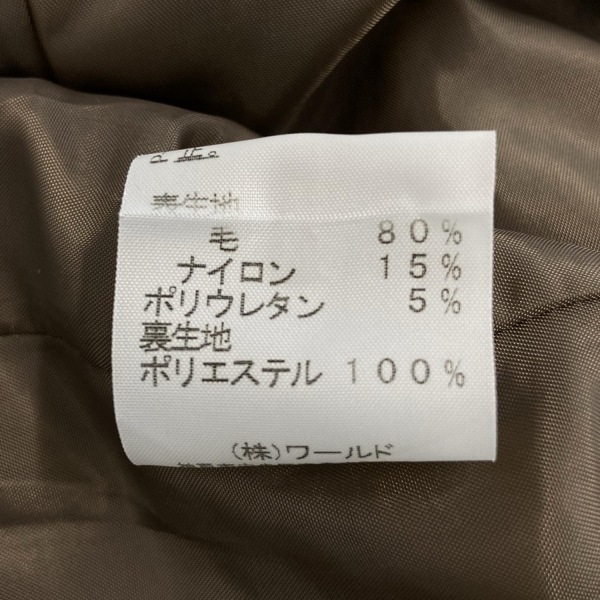 毛 80%
ナイロン 15%
ポリウレタン 5%
裏生地
ポリエステル 100%
(株)ワールド